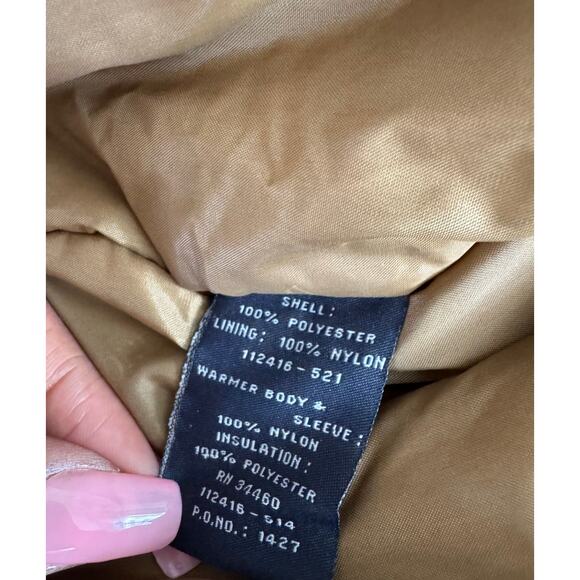 SHELL:
100% POLYESTER
LINING: 100% NYLON
112416-521
WARMER BODY &
SLEEVE:
100% NYLON
INSULATION:
100% POLYESTER
RN 34460
112416-514
P.O.NO.: 1427